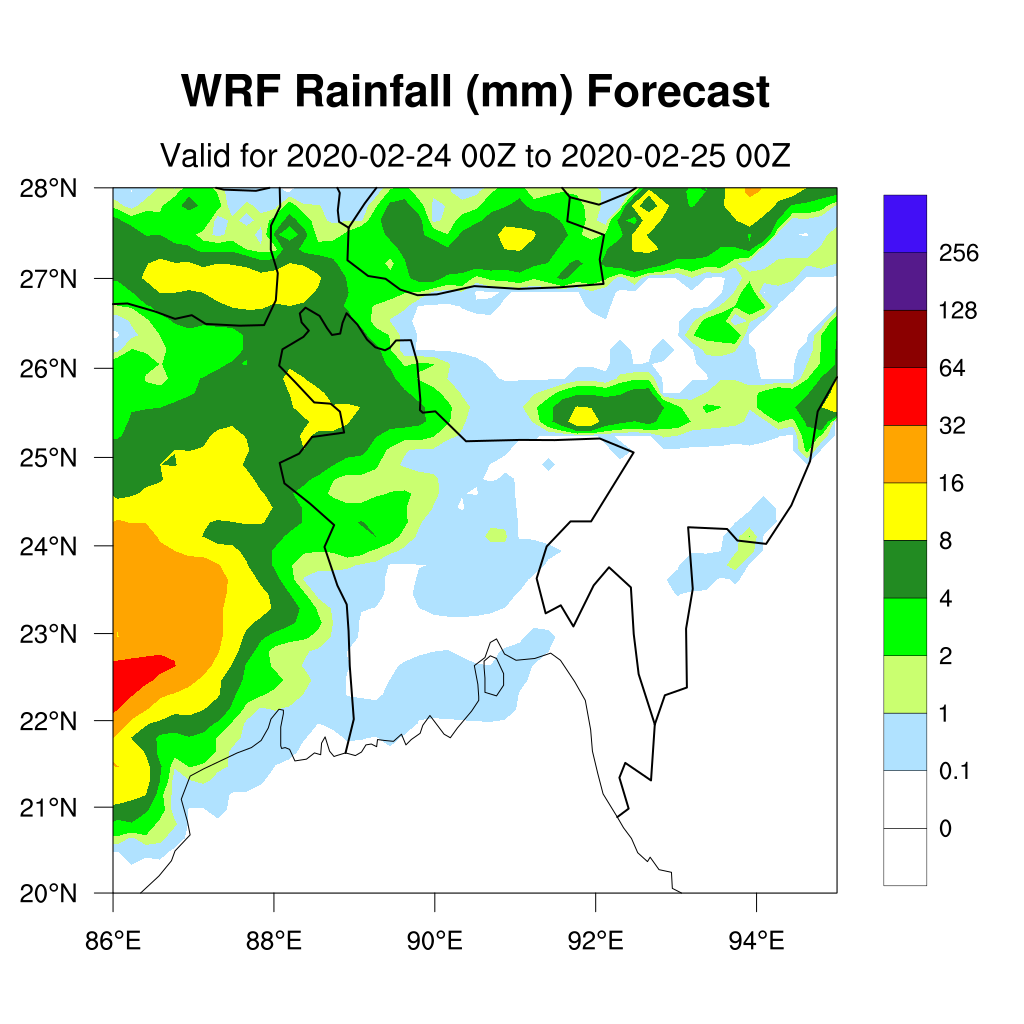 WRF Rainfall (mm) Forecast
Valid for 2020-02-24 00Z to 2020-02-25 00Z
28°N
27°N
26°N
25°N
24°N
23°N
22°N
21°N
20°N
86°E
88°E
90°E
92°E
94°E
256
128
64
32
16
8
4
2
1
0.1
0